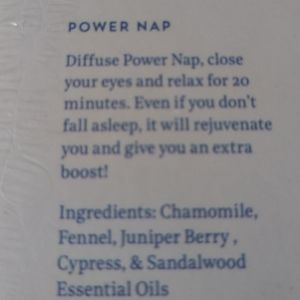 POWER NAP
Diffuse Power Nap, close
your eyes and relax for 20
minutes. Even if you don't
fall asleep, it will rejuvenate
you and give you an extra
boost!
Ingredients: Chamomile,
Fennel, Juniper Berry ,
Cypress, & Sandalwood
Essential Oils